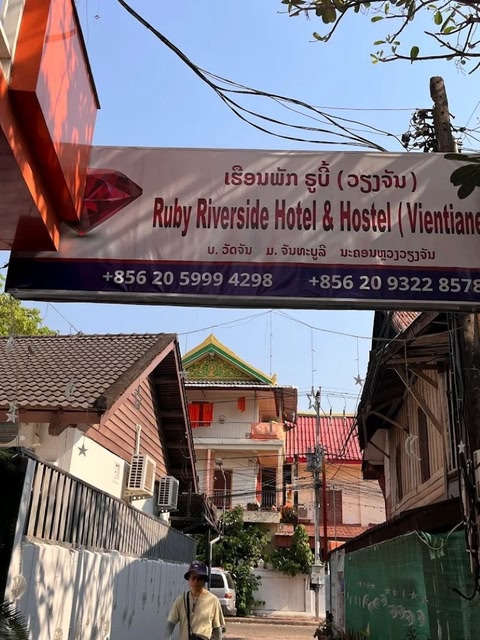 ເຮືອນພັກ ຣູບີ້ (ວຽງຈັນ)
Ruby Riverside Hotel & Hostel (Vientiane
ບ. ວັດຈັນ ມ. ຈັນທະບູລີ ນະຄອນຫຼວງວຽງຈັນ
+856 20 5999 4298 +856 20 9322 8578